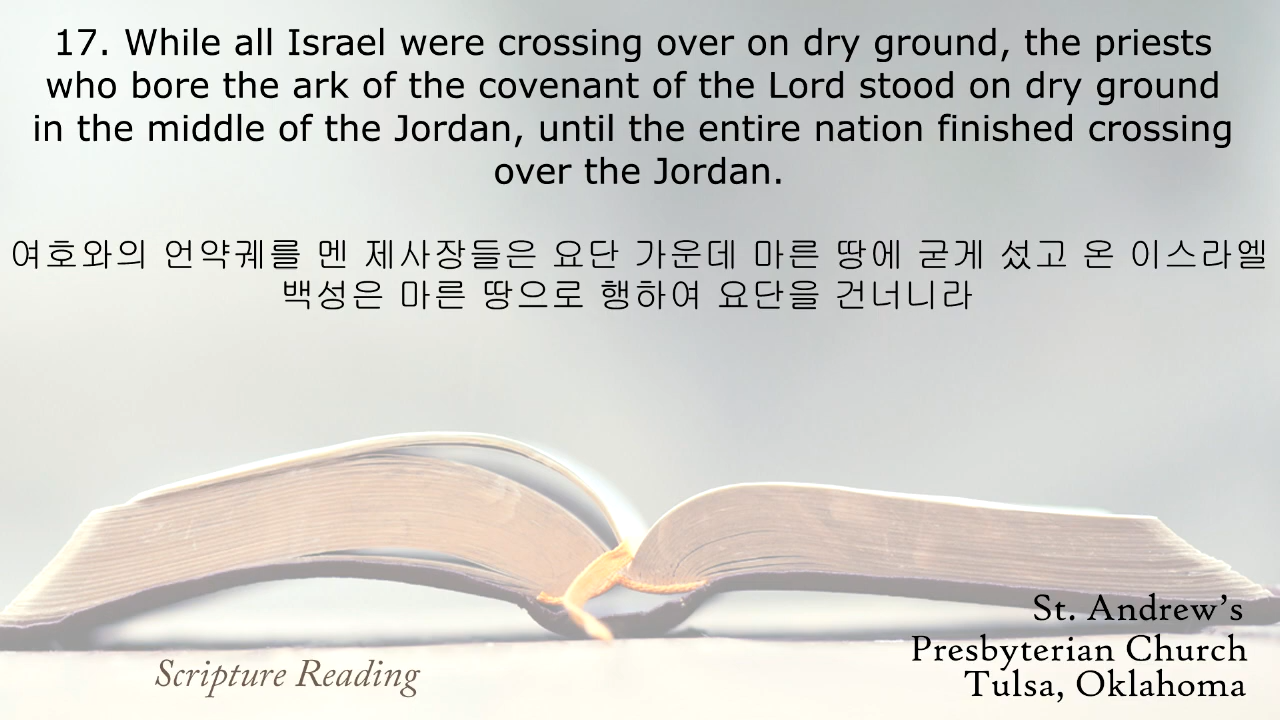 17. While all Israel were crossing over on dry ground, the priests
who bore the ark of the covenant of the Lord stood on dry ground
in the middle of the Jordan, until the entire nation finished crossing
over the Jordan.
여호와의 언약궤를 멘 제사장들은 요단 가운데 마른 땅에 굳게 섰고 온 이스라엘
백성은 마른 땅으로 행하여 요단을 건너니라
Scripture Reading
St. Andrew’s
Presbyterian Church
Tulsa, Oklahoma